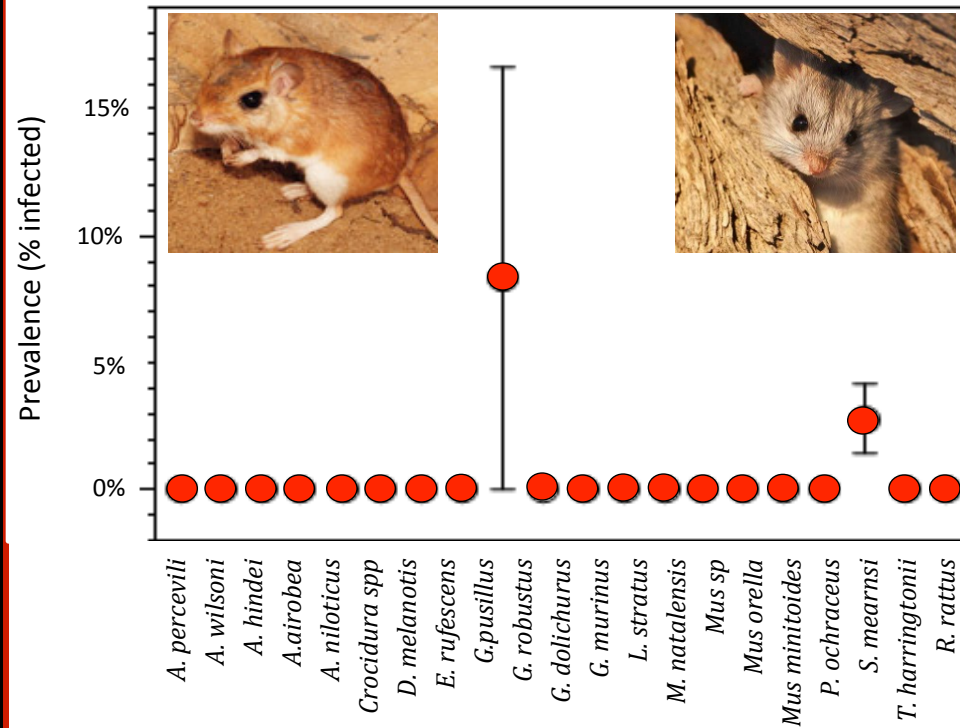 Prevalence (% infected)
15%
10%
5%
0%
A. percevili
A. wilsoni
A. hindei
A.airobea
A. niloticus
Crocidura spp
D. melanotis
E. rufescens
G.pusillus
G. robustus
G. dolichurus
G. murinus
L. stratus
M. natalensis
Mus sp
Mus orella
Mus minitoides
P. ochraceus
S. mearnsi
T. harringtonii
R. rattus